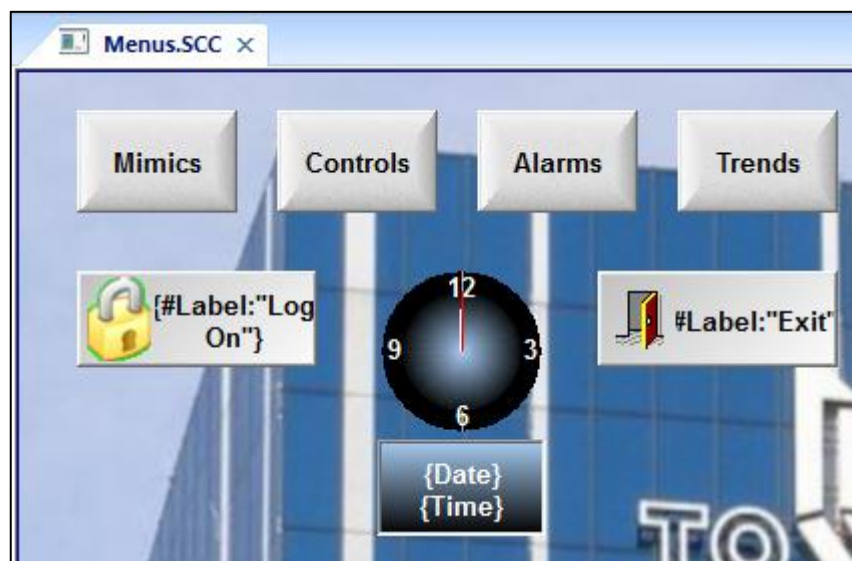 Menus.SCC
Mimics
Controls
Alarms
Trends
{#Label:"Log
On"}
12
9
3
6
#Label:"Exit"
{Date}
{Time}